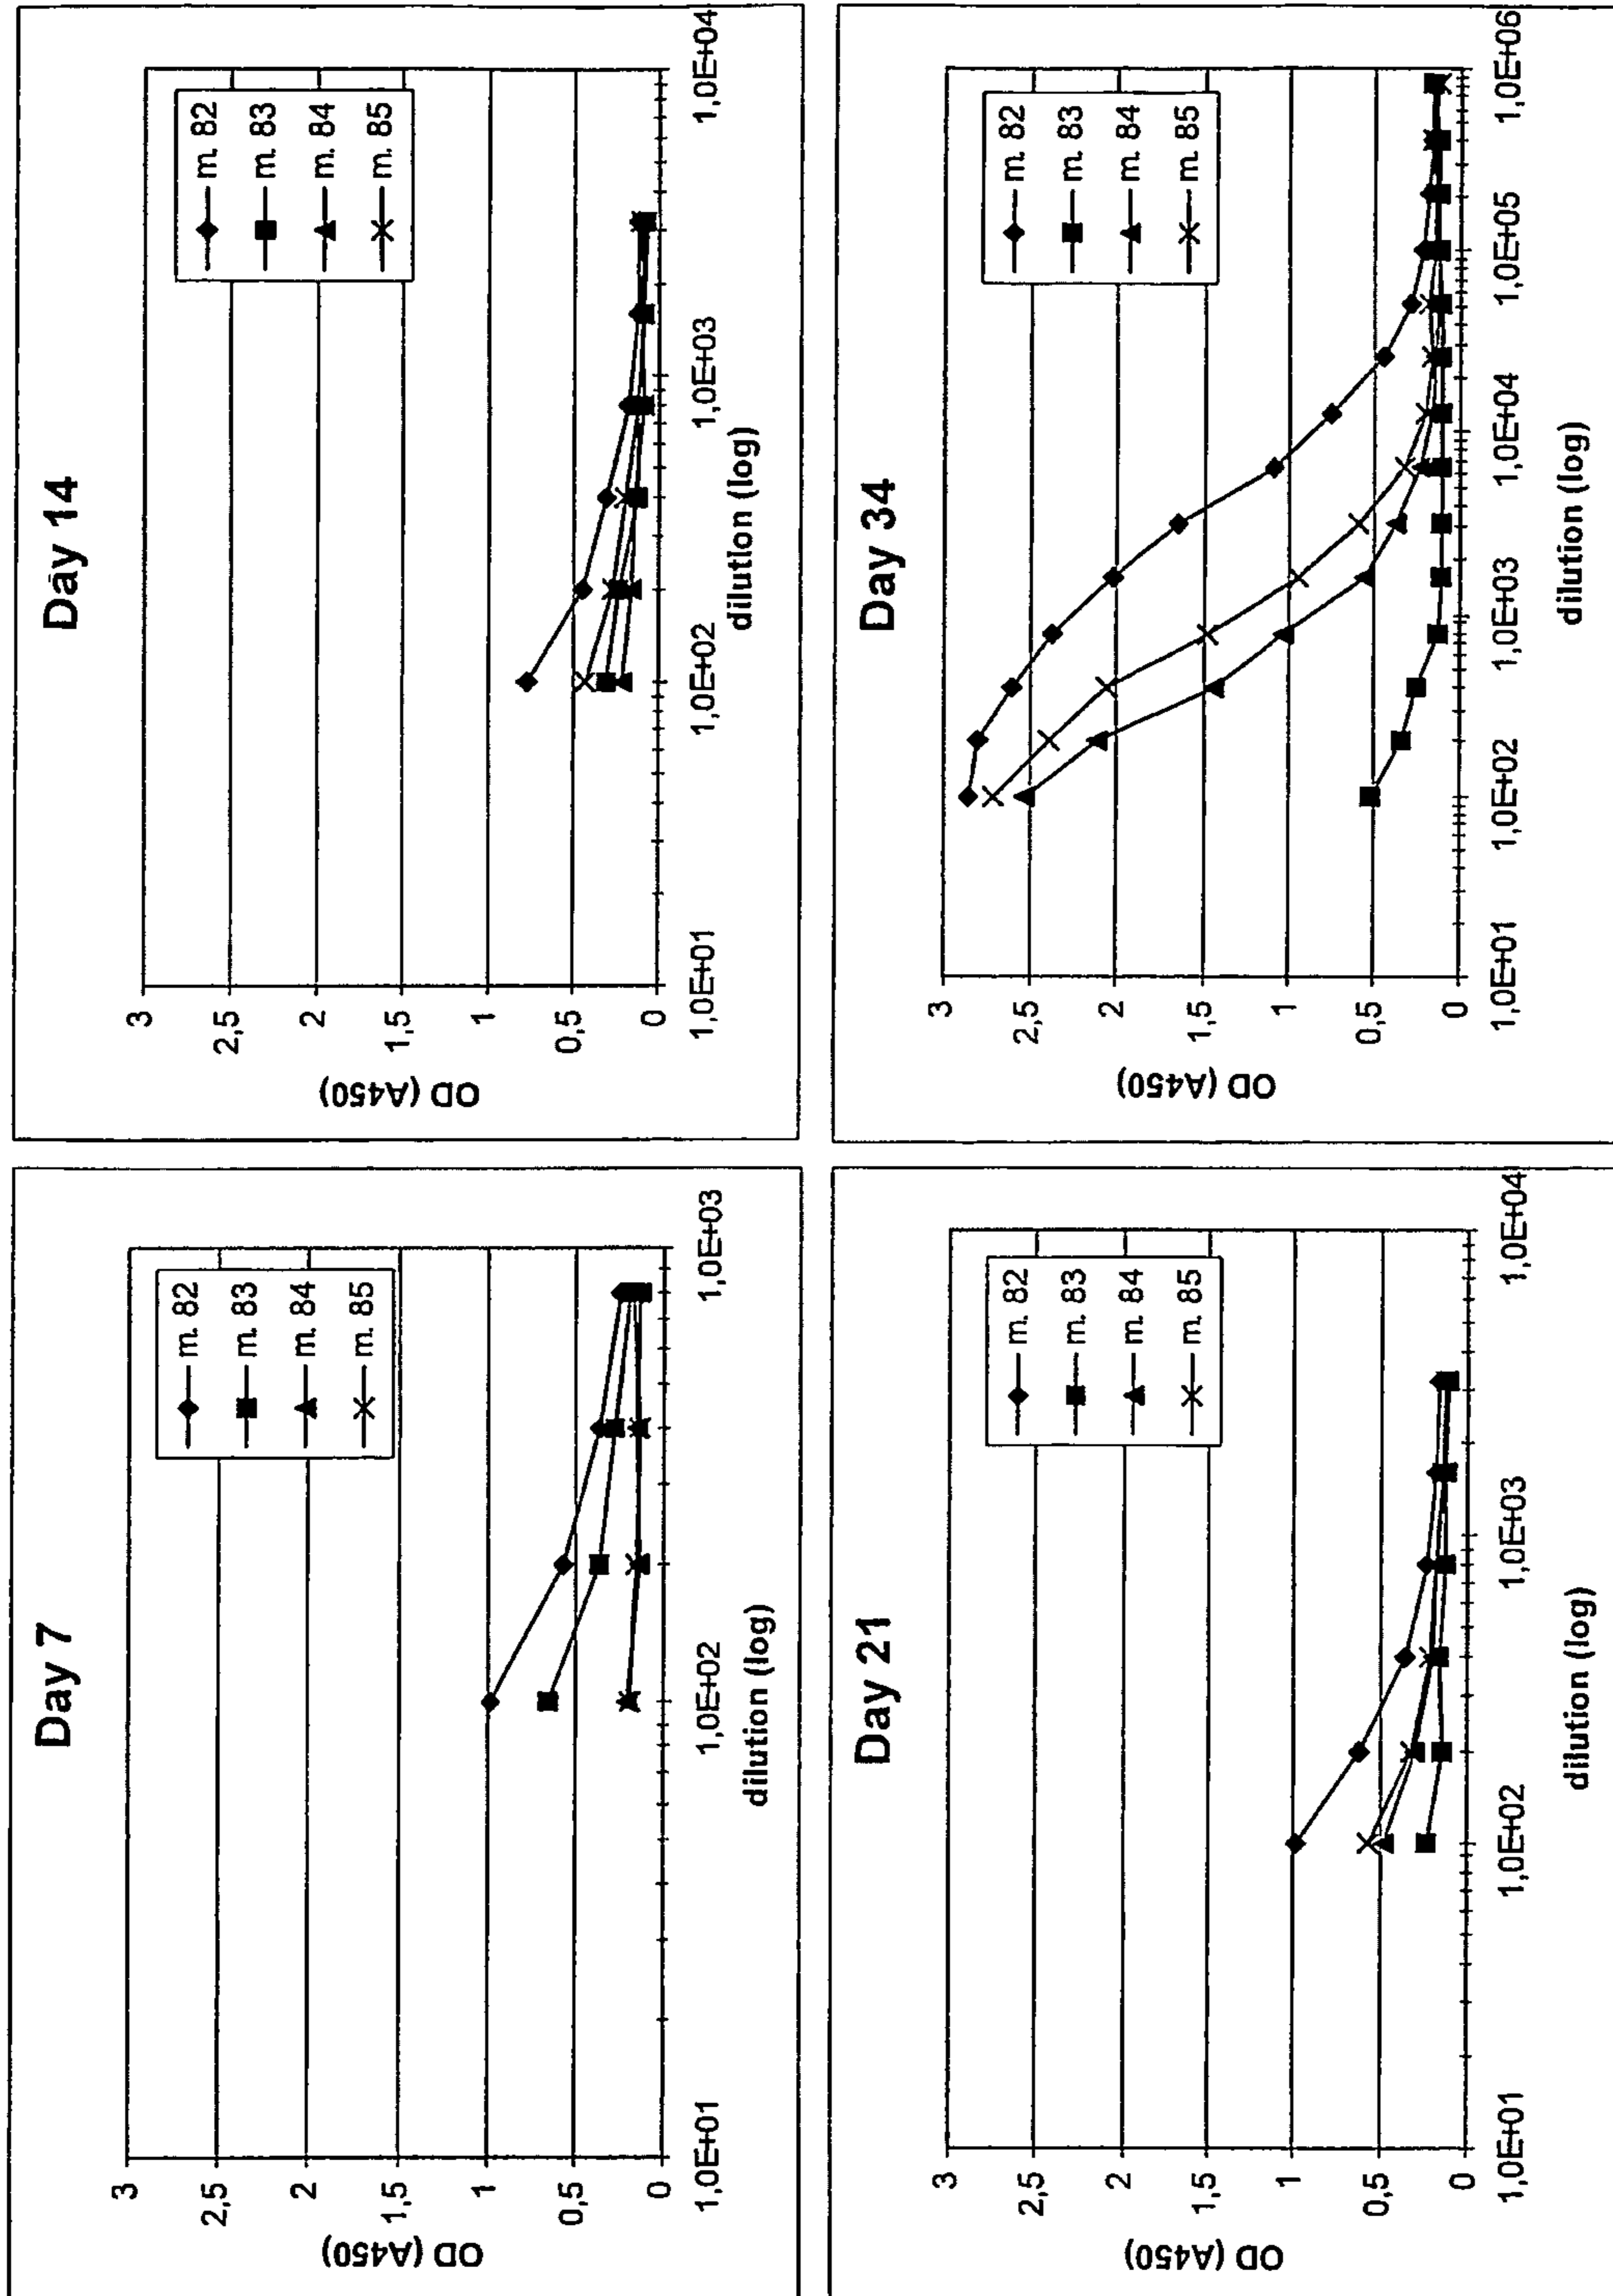 Day 7
OD (A450)
3
2,5
2
1,5
1
0,5
0
1,0E+01
1,0E+02
1,0E+03
dilution (log)
m. 82
m. 83
m. 84
m. 85
Day 14
OD (A450)
3
2,5
2
1,5
1
0,5
0
1,0E+01
1,0E+02
1,0E+03
1,0E+04
dilution (log)
m. 82
m. 83
m. 84
m. 85
Day 21
OD (A450)
3
2,5
2
1,5
1
0,5
0
1,0E+01
1,0E+02
1,0E+03
1,0E+04
dilution (log)
m. 82
m. 83
m. 84
m. 85
Day 34
OD (A450)
3
2,5
2
1,5
1
0,5
0
1,0E+01
1,0E+02
1,0E+03
1,0E+04
1,0E+05
1,0E+06
dilution (log)
m. 82
m. 83
m. 84
m. 85